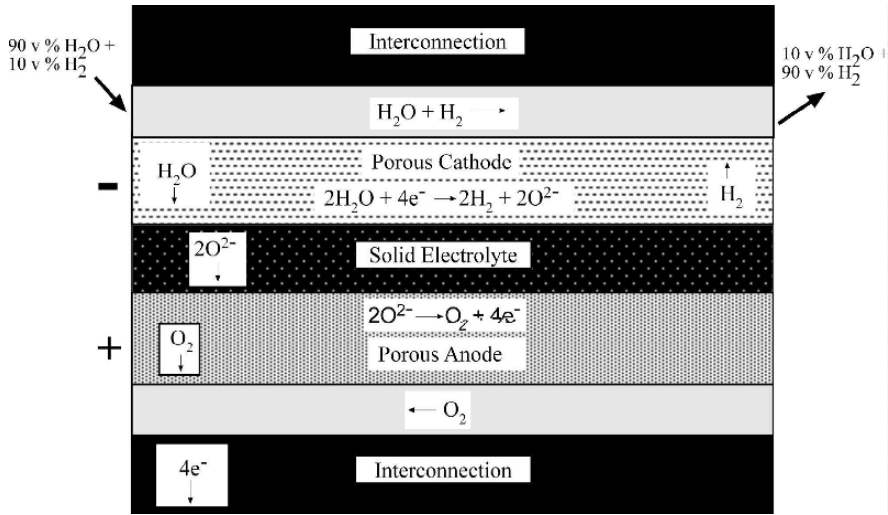 Interconnection
90 v % H₂O +
10 v % H₂
10 v % H₂O +
90 v % H₂
H₂O + H₂ →
Porous Cathode
H₂O
↓
2H₂O + 4e⁻ → 2H₂ + 2O²⁻
↑
H₂
-
2O²⁻
↓
Solid Electrolyte
2O²⁻ → O₂ + 4e⁻
+
O₂
↓
Porous Anode
← O₂
4e⁻
↓
Interconnection